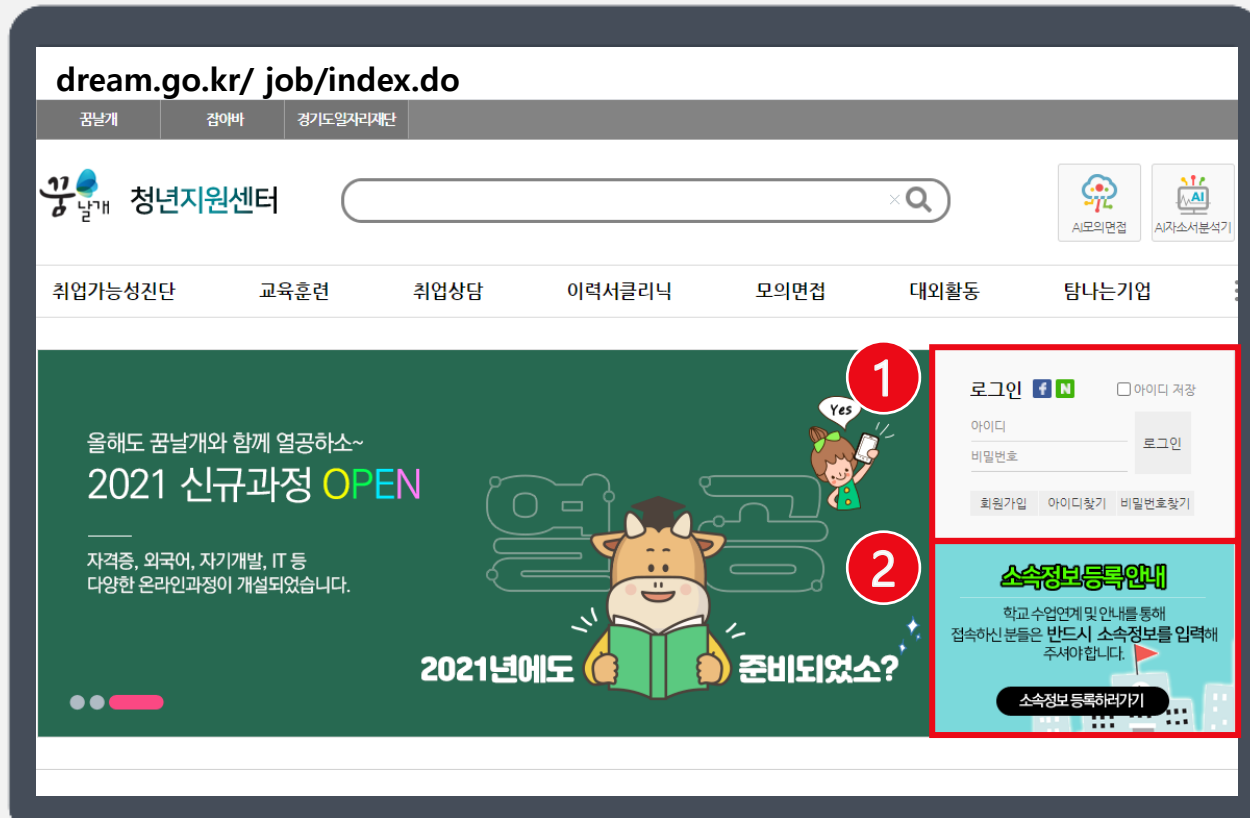 dream.go.kr/ job/index.do
꿈날개 잡아바 경기도일자리재단
꿈날개 청년지원센터
×
AI모의면접 AI AI자소서분석기
취업가능성진단 교육훈련 취업상담 이력서클리닉 모의면접 대외활동 탐나는기업
1
로그인 f N 아이디 저장
아이디
비밀번호
로그인
회원가입 아이디찾기 비밀번호찾기
Yes
올해도 꿈날개와 함께 열공하소~
2021 신규과정 OPEN
열공
자격증, 외국어, 자기개발, IT 등
다양한 온라인과정이 개설되었습니다.
2021년에도 준비되었소?
2
소속정보등록안내
학교 수업연계 및 안내를 통해
접속하신 분들은 반드시 소속정보를 입력해
주셔야 합니다.
소속정보 등록하러가기